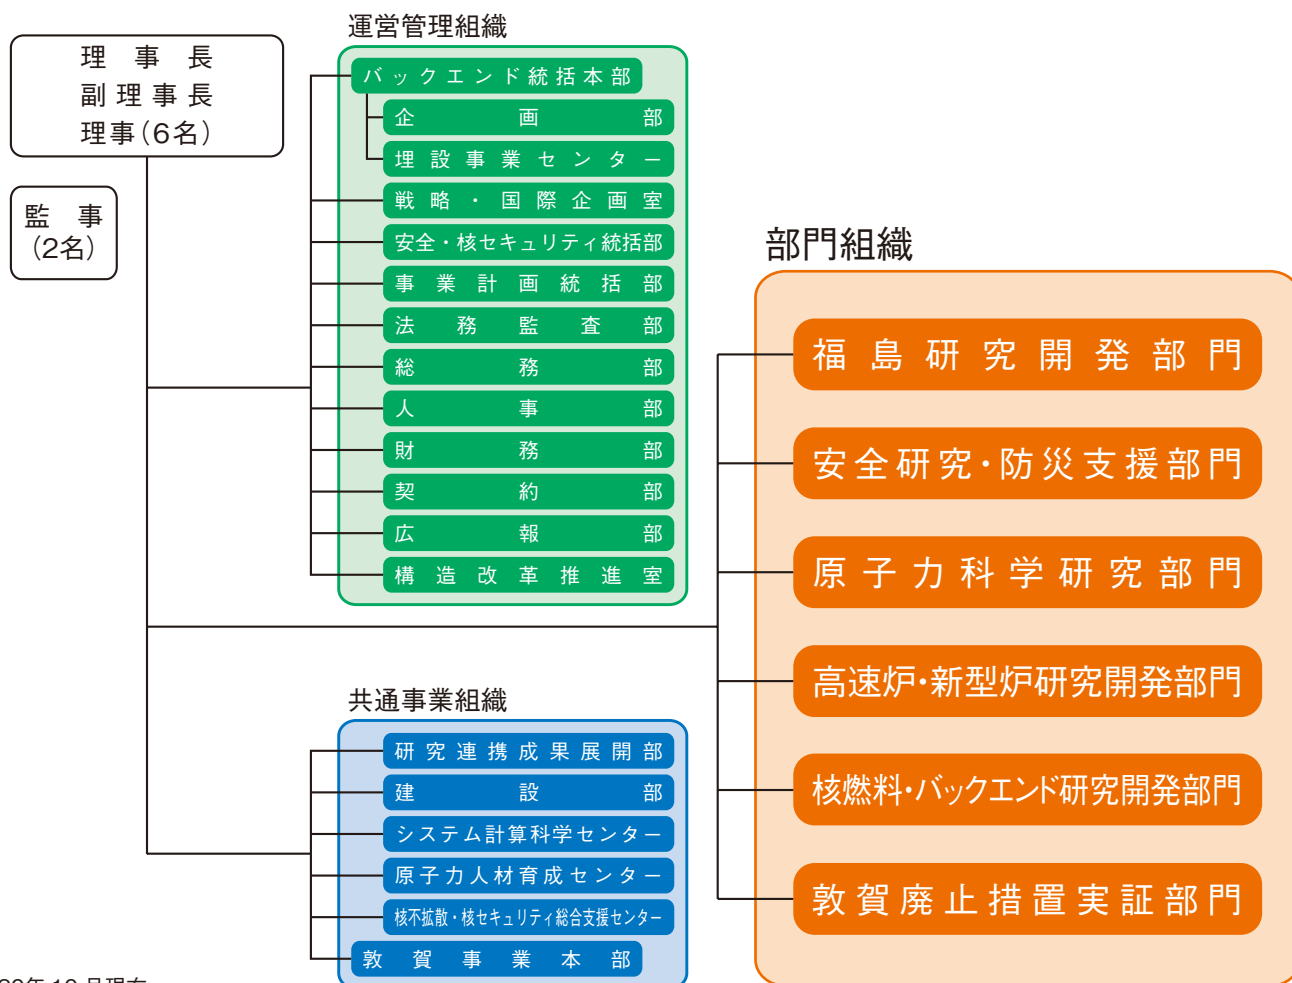 理事長
副理事長
理事(6名)
監事
(2名)
運営管理組織
バックエンド統括本部
企画部
埋設事業センター
戦略・国際企画室
安全・核セキュリティ統括部
事業計画統括部
法務監査部
総務部
人事部
財務部
契約部
広報部
構造改革推進室
共通事業組織
研究連携成果展開部
建設部
システム計算科学センター
原子力人材育成センター
核不拡散・核セキュリティ総合支援センター
敦賀事業本部
部門組織
福島研究開発部門
安全研究・防災支援部門
原子力科学研究部門
高速炉・新型炉研究開発部門
核燃料・バックエンド研究開発部門
敦賀廃止措置実証部門